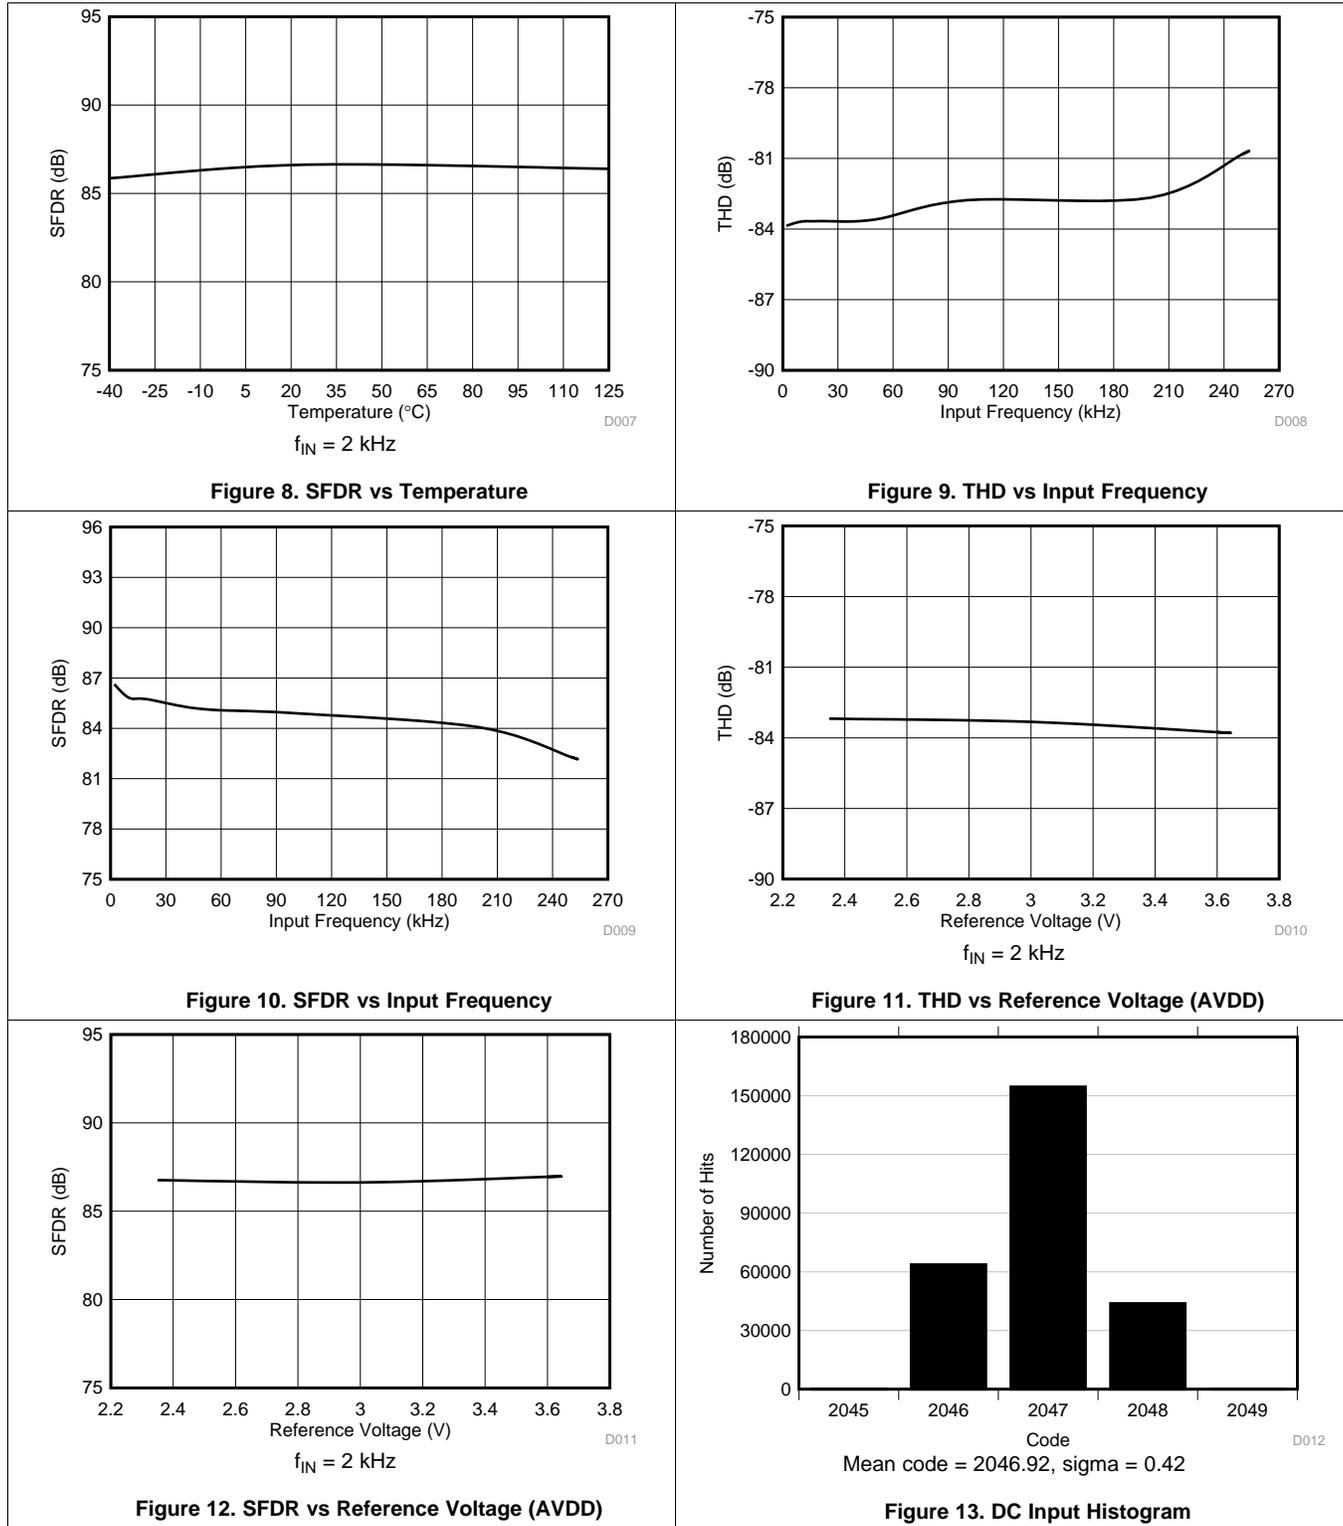 95
90
85
80
75
SFDR (dB)
-40 -25 -10 5 20 35 50 65 80 95 110 125
Temperature (°C)
D007
fIN = 2 kHz
Figure 8. SFDR vs Temperature
-75
-78
-81
-84
-87
-90
THD (dB)
0 30 60 90 120 150 180 210 240 270
Input Frequency (kHz)
D008
Figure 9. THD vs Input Frequency
96
93
90
87
84
81
78
75
SFDR (dB)
0 30 60 90 120 150 180 210 240 270
Input Frequency (kHz)
D009
Figure 10. SFDR vs Input Frequency
-75
-78
-81
-84
-87
-90
THD (dB)
2.2 2.4 2.6 2.8 3 3.2 3.4 3.6 3.8
Reference Voltage (V)
D010
fIN = 2 kHz
Figure 11. THD vs Reference Voltage (AVDD)
95
90
85
80
75
SFDR (dB)
2.2 2.4 2.6 2.8 3 3.2 3.4 3.6 3.8
Reference Voltage (V)
D011
fIN = 2 kHz
Figure 12. SFDR vs Reference Voltage (AVDD)
180000
150000
120000
90000
60000
30000
0
Number of Hits
2045 2046 2047 2048 2049
Code
D012
Mean code = 2046.92, sigma = 0.42
Figure 13. DC Input Histogram